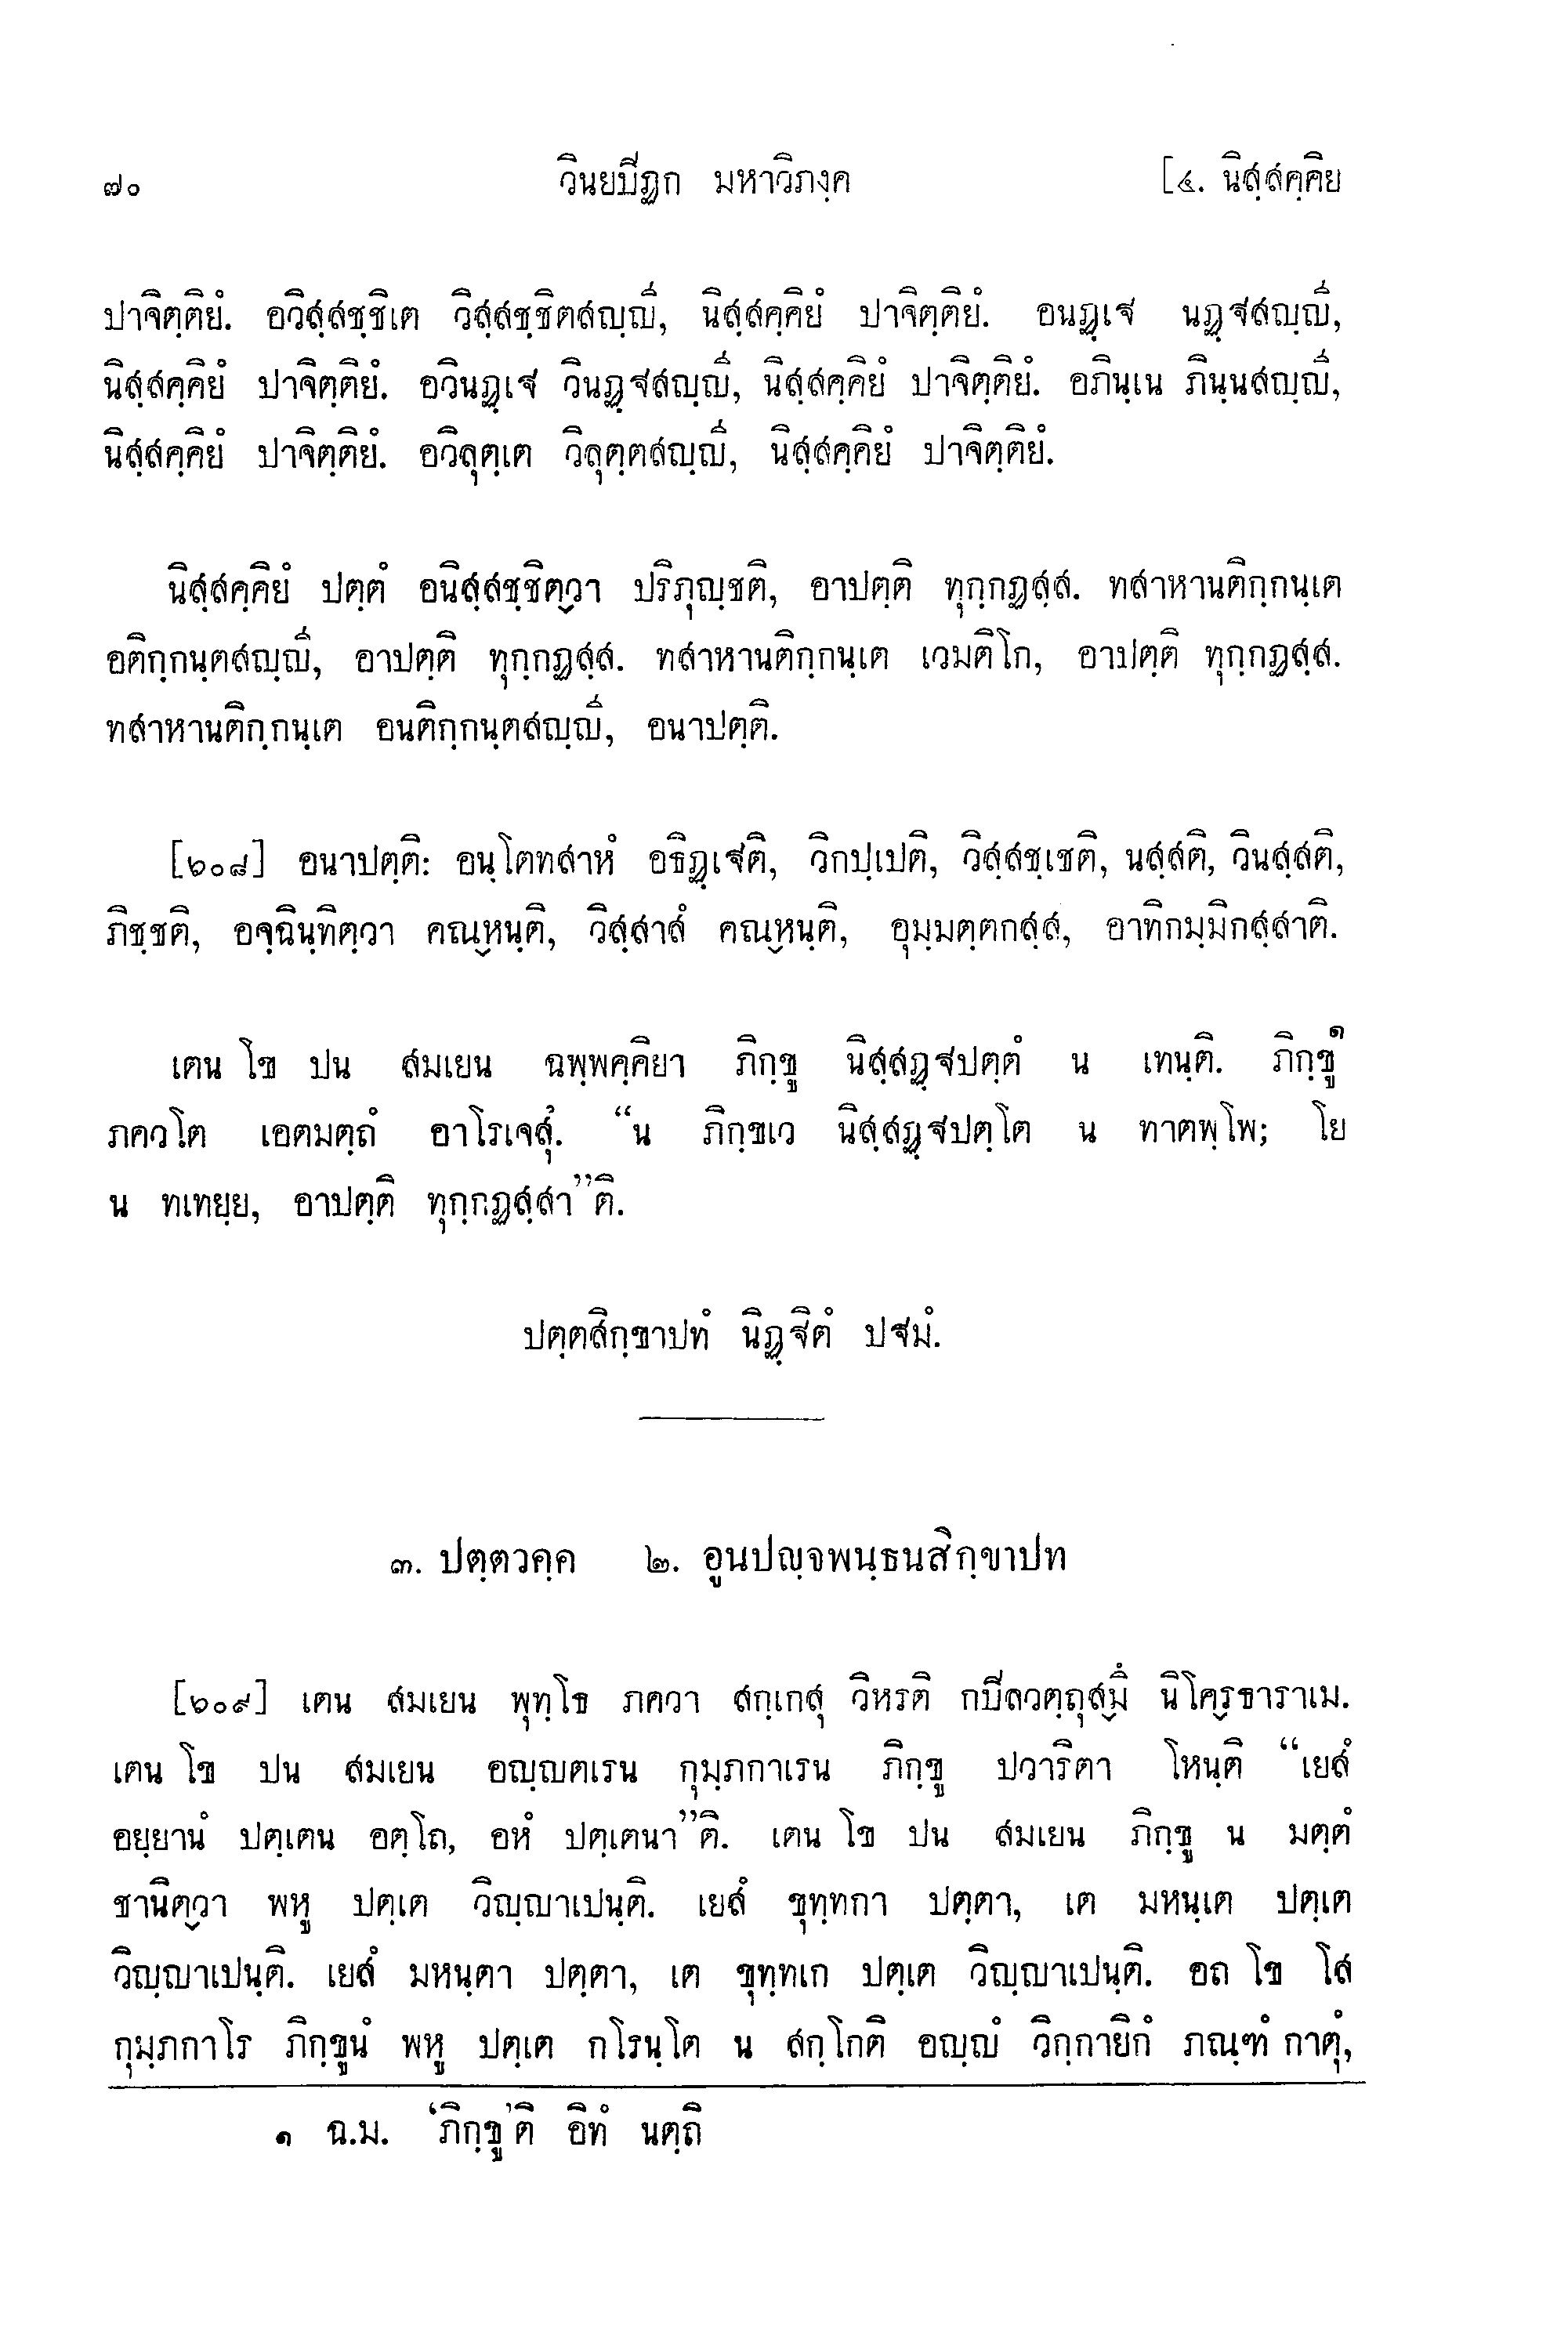 ๗๐ วินยปิฏก มหาวิภงฺค [๔. นิสฺสคฺคิย
ปาจิตฺติยํ. อวิสฺสชฺชิเต วิสฺสชฺชิตสญฺญี, นิสฺสคฺคิยํ ปาจิตฺติยํ. อนฏฺเฐ นฏฺฐสญฺญี,
นิสฺสคฺคิยํ ปาจิตฺติยํ. อวินฏฺเฐ วินฏฺฐสญฺญี, นิสฺสคฺคิยํ ปาจิตฺติยํ. อภินฺเน ภินฺนสญฺญี,
นิสฺสคฺคิยํ ปาจิตฺติยํ. อวิลุตฺเต วิลุตฺตสญฺญี, นิสฺสคฺคิยํ ปาจิตฺติยํ.
นิสฺสคฺคิยํ ปตฺตํ อนิสฺสชฺชิตฺวา ปริภุญฺชติ, อาปตฺติ ทุกฺกฏสฺส. ทสาหานติกฺกนฺเต
อติกฺกนฺตสญฺญี, อาปตฺติ ทุกฺกฏสฺส. ทสาหานติกฺกนฺเต เวมติโก, อาปตฺติ ทุกฺกฏสฺส.
ทสาหานติกฺกนฺเต อนติกฺกนฺตสญฺญี, อนาปตฺติ.
[๖๐๘] อนาปตฺติ: อนฺโตทสาหํ อธิฏฺเฐติ, วิกปฺเปติ, วิสฺสชฺเชติ, นสฺสติ, วินสฺสติ,
ภิชฺชติ, อจฺฉินฺทิตฺวา คณฺหนฺติ, วิสฺสาสํ คณฺหนฺติ, อุมฺมตฺตกสฺส, อาทิกมฺมิกสฺสาติ.
เตน โข ปน สมเยน ฉพฺพคฺคิยา ภิกฺขู นิสฺสฏฺฐปตฺตํ น เทนฺติ. ภิกฺขู๑
ภควโต เอตมตฺถํ อาโรเจสุํ. “น ภิกฺขเว นิสฺสฏฺฐปตฺโต น ทาตพฺโพ; โย
น ทเทยฺย, อาปตฺติ ทุกฺกฏสฺสา”ติ.
ปตฺตสิกฺขาปทํ นิฏฺฐิตํ ปฐมํ.
๓. ปตฺตวคฺค ๒. อูนปญฺจพนฺธนสิกฺขาปท
[๖๐๙] เตน สมเยน พุทฺโธ ภควา สกฺเกสุ วิหรติ กปิลวตฺถุสฺมิํ นิโคฺรธาราเม.
เตน โข ปน สมเยน อญฺญตเรน กุมฺภกาเรน ภิกฺขู ปวาริตา โหนฺติ “เยสํ
อยฺยานํ ปตฺเตน อตฺโถ, อหํ ปตฺเตนา”ติ. เตน โข ปน สมเยน ภิกฺขู น มตฺตํ
ชานิตฺวา พหู ปตฺเต วิญฺญาเปนฺติ. เยสํ ขุทฺทกา ปตฺตา, เต มหนฺเต ปตฺเต
วิญฺญาเปนฺติ. เยสํ มหนฺตา ปตฺตา, เต ขุทฺทเก ปตฺเต วิญฺญาเปนฺติ. อถ โข โส
กุมฺภกาโร ภิกฺขูนํ พหู ปตฺเต กโรนฺโต น สกฺโกติ อญฺญํ วิกฺกายิกํ ภณฺฑํ กาตุํ,
๑ ฉ.ม. ‘ภิกฺขู’ติ อิทํ นตฺถิ